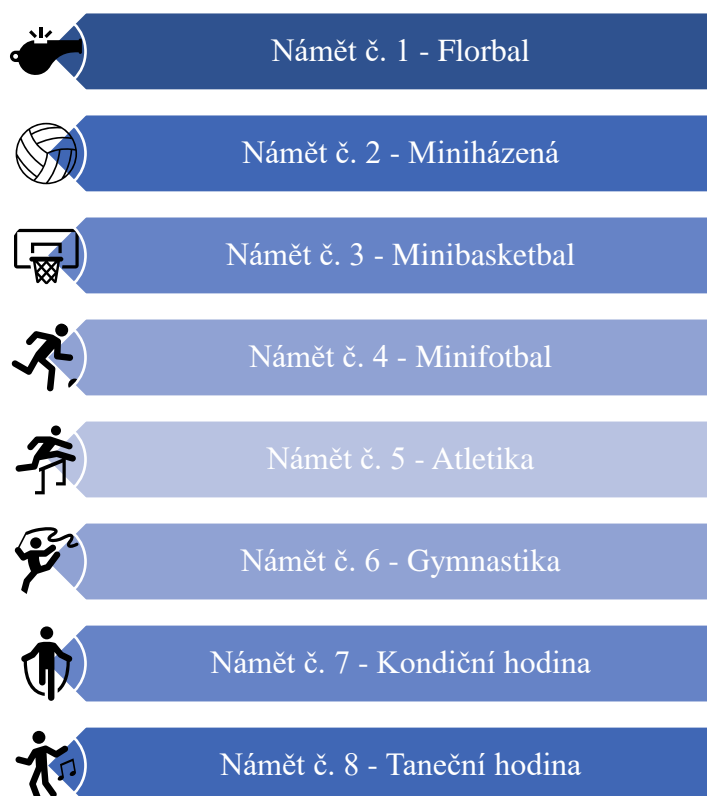 Námět č. 1 - Florbal
Námět č. 2 - Miniházená
Námět č. 3 - Minibasketbal
Námět č. 4 - Minifotbal
Námět č. 5 - Atletika
Námět č. 6 - Gymnastika
Námět č. 7 - Kondiční hodina
Námět č. 8 - Taneční hodina